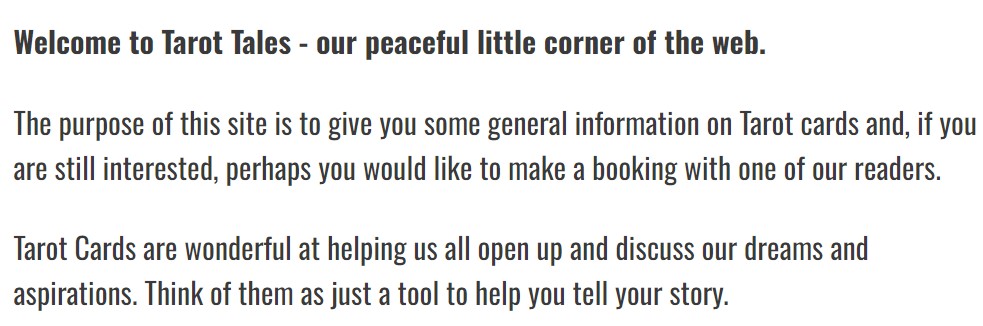 Welcome to Tarot Tales - our peaceful little corner of the web.
The purpose of this site is to give you some general information on Tarot cards and, if you
are still interested, perhaps you would like to make a booking with one of our readers.
Tarot Cards are wonderful at helping us all open up and discuss our dreams and
aspirations. Think of them as just a tool to help you tell your story.